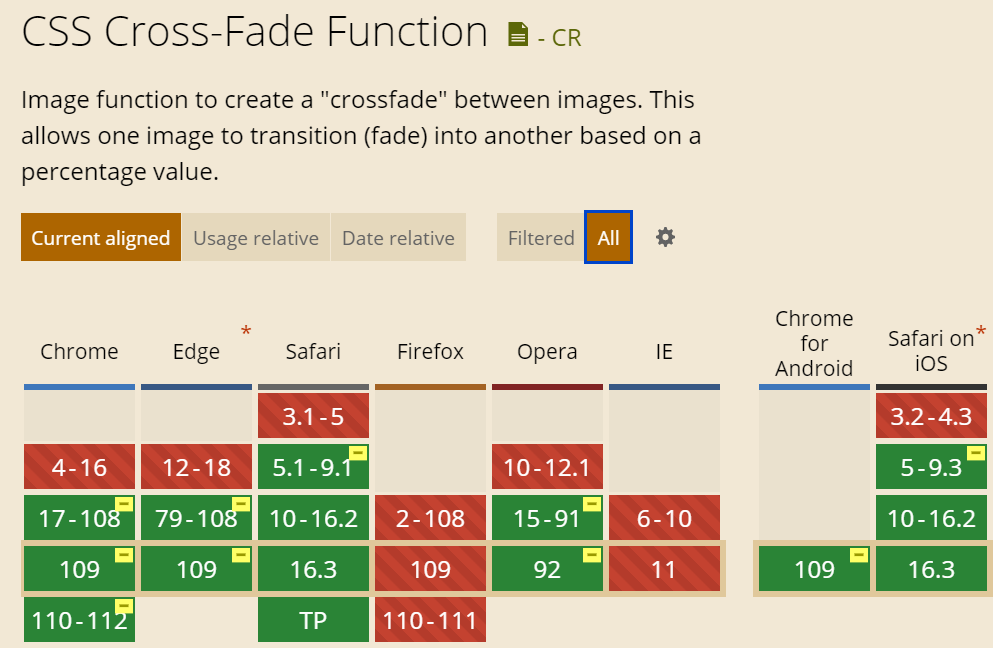 CSS Cross-Fade Function - CR
Image function to create a "crossfade" between images. This
allows one image to transition (fade) into another based on a
percentage value.
Current aligned Usage relative Date relative Filtered All
Chrome Edge * Safari Firefox Opera IE Chrome for Android Safari on iOS *
3.1-5 3.2-4.3
4-16 12-18 5.1-9.1 10-12.1 5-9.3
17-108 79-108 10-16.2 2-108 15-91 6-10 10-16.2
109 109 16.3 109 92 11 109 16.3
110-112 TP 110-111